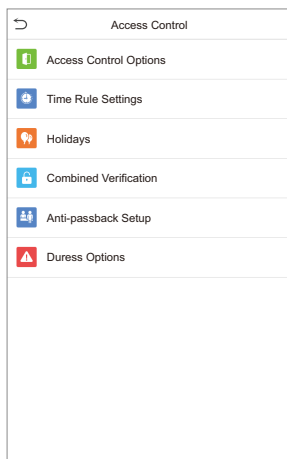 Access Control
Access Control Options
Time Rule Settings
Holidays
Combined Verification
Anti-passback Setup
Duress Options